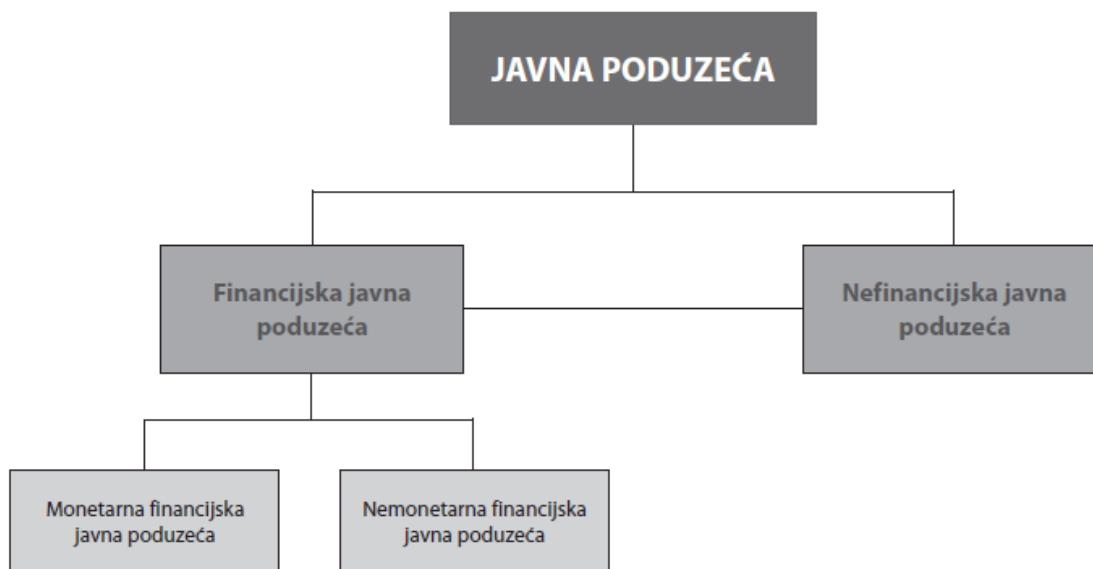 JAVNA PODUZEĆA
Financijska javna
poduzeća
Nefinancijska javna
poduzeća
Monetarna financijska
javna poduzeća
Nemonetarna financijska
javna poduzeća